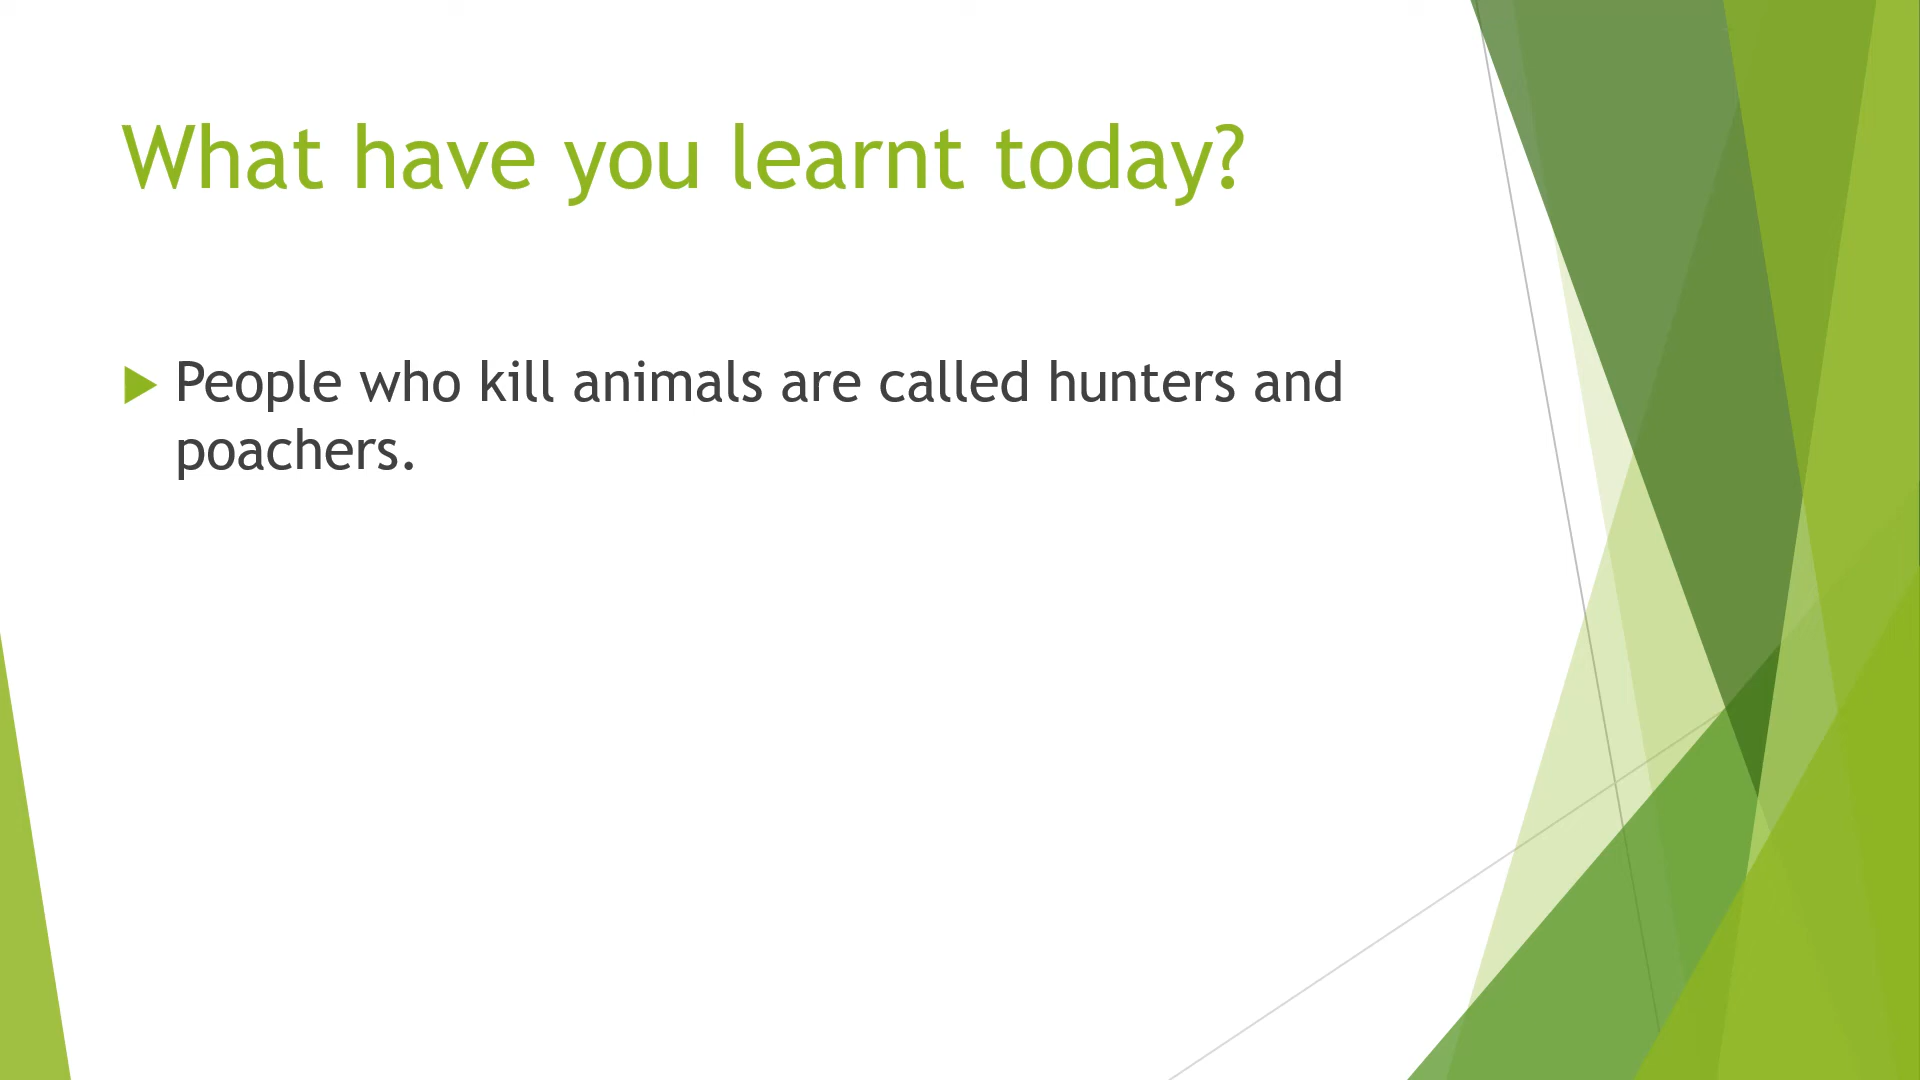 What have you learnt today?
People who kill animals are called hunters and
poachers.